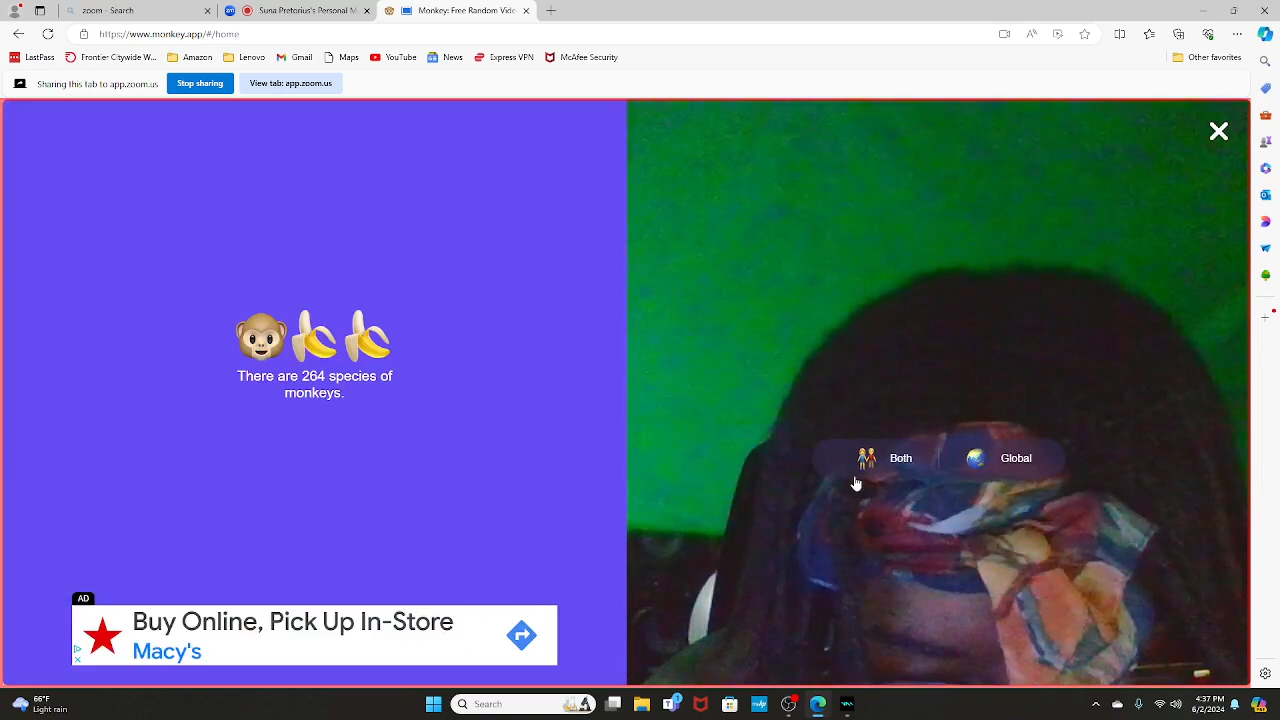 zoom - Search
Suna Pretorius's Personal M
Monkey: Free Random Vide
https://www.monkey.app/#/home
LastPass
Frontier Citywide W...
Amazon
Lenovo
Gmail
Maps
YouTube
News
Express VPN
McAfee Security
Other favorites
Sharing this tab to app.zoom.us
Stop sharing
View tab: app.zoom.us
There are 264 species of
monkeys.
Both
Global
AD
Buy Online, Pick Up In-Store
Macy's
66°F
Light rain
Search
4:37 PM
6/2/2024